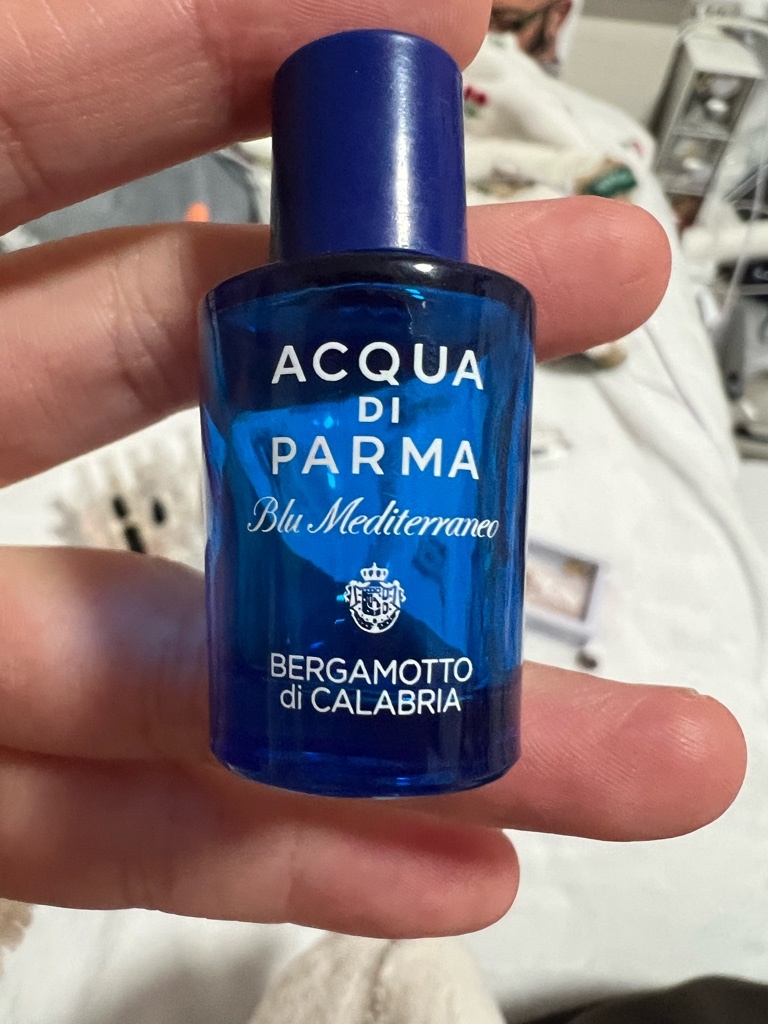 ACQUA
DI
PARMA
Blu Mediterraneo
BERGAMOTTO
di CALABRIA